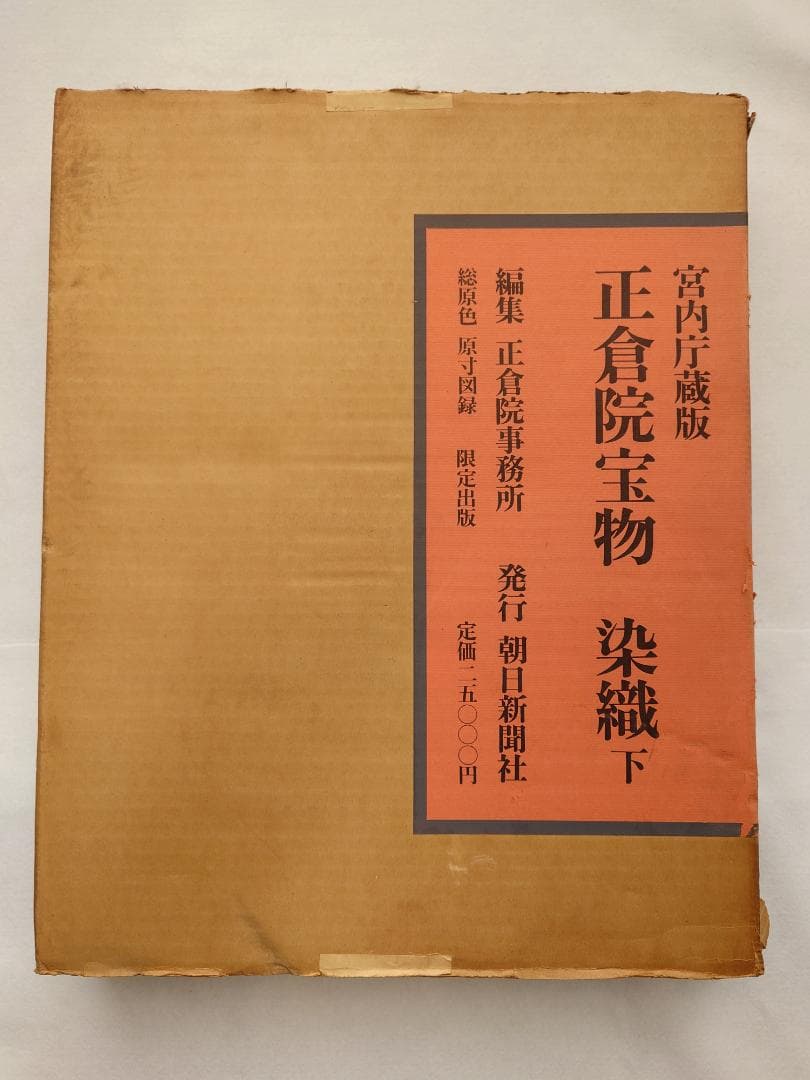 宮内庁蔵版
正倉院宝物 染織 下
編集 正倉院事務所 発行 朝日新聞社
総原色 原寸図録 限定出版 定価二五〇〇〇円